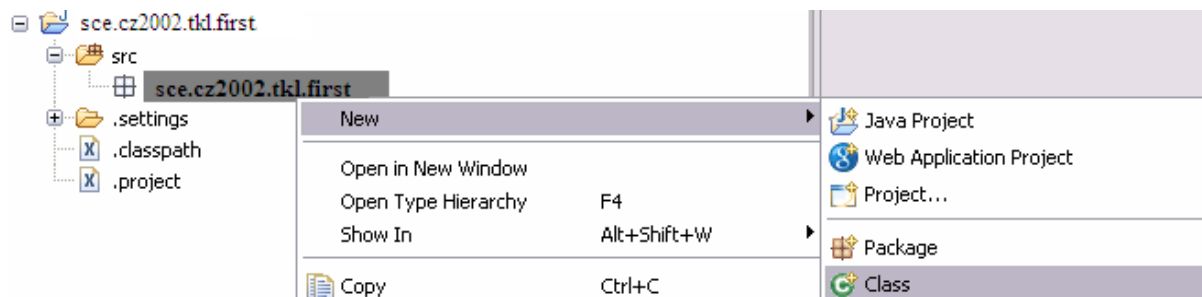 sce.cz2002.tkl.first
src
sce.cz2002.tkl.first
.settings
.classpath
.project
New
Open in New Window
Open Type Hierarchy F4
Show In Alt+Shift+W
Copy Ctrl+C
Java Project
Web Application Project
Project...
Package
Class